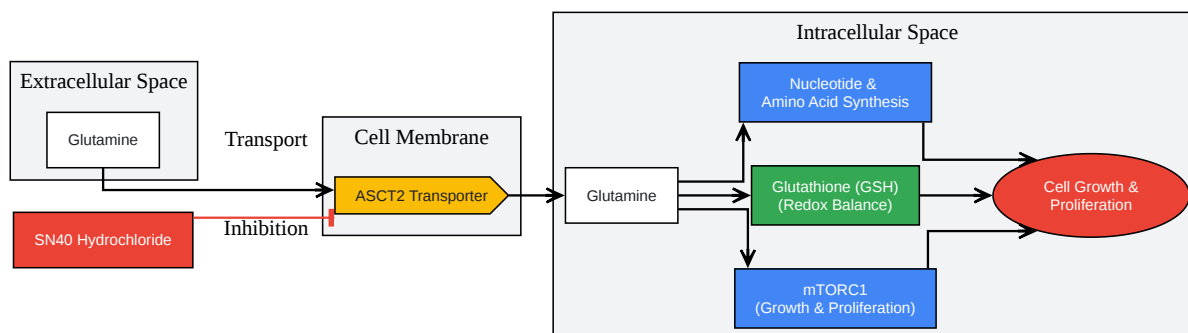 Extracellular Space
Glutamine
SN40 Hydrochloride
Transport
Inhibition
Cell Membrane
ASCT2 Transporter
Intracellular Space
Glutamine
Nucleotide &
Amino Acid Synthesis
Glutathione (GSH)
(Redox Balance)
mTORC1
(Growth & Proliferation)
Cell Growth &
Proliferation